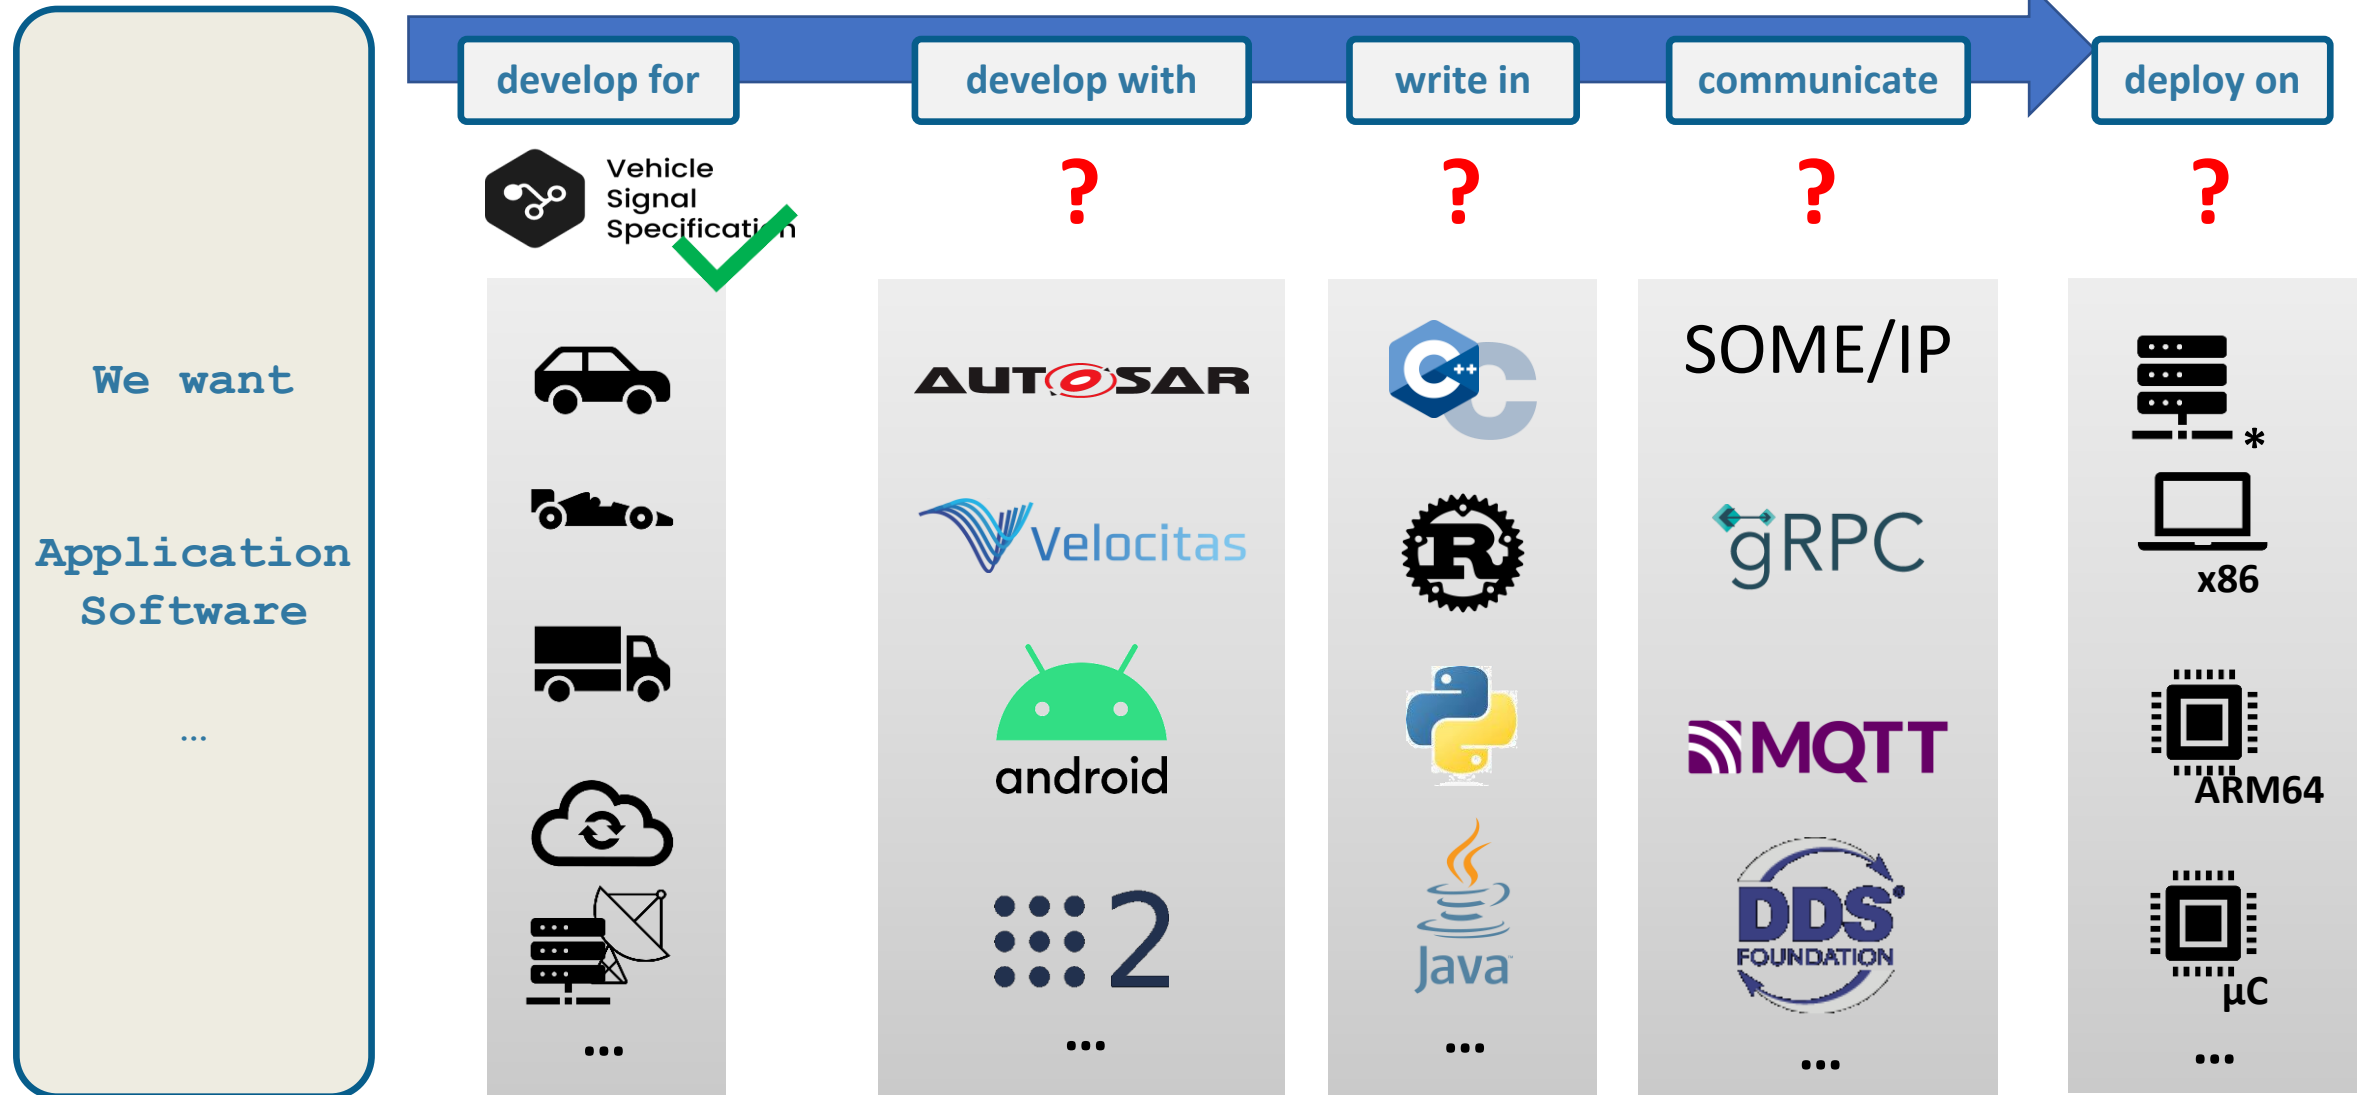 We want
Application
Software
...
develop for
develop with
write in
communicate
deploy on
Vehicle
Signal
Specification
?
?
?
?
...
AUTOSAR
Velocitas
android
2
...
C++
C
R
Java
...
SOME/IP
gRPC
MQTT
DDS
FOUNDATION
...
*
x86
ARM64
µC
...